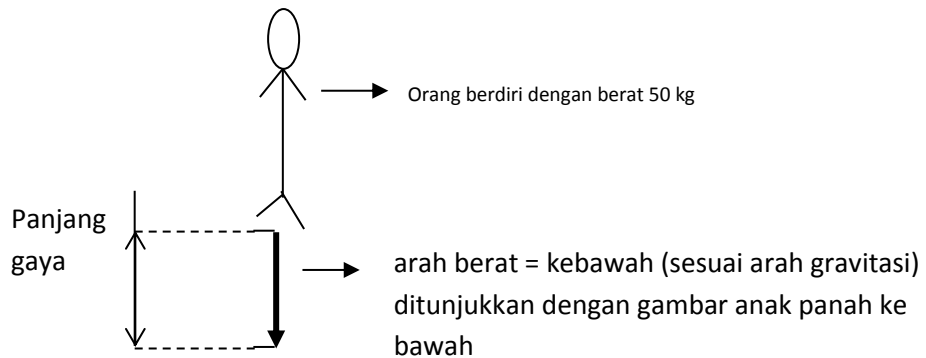 Orang berdiri dengan berat 50 kg
Panjang
gaya
arah berat = kebawah (sesuai arah gravitasi)
ditunjukkan dengan gambar anak panah ke
bawah